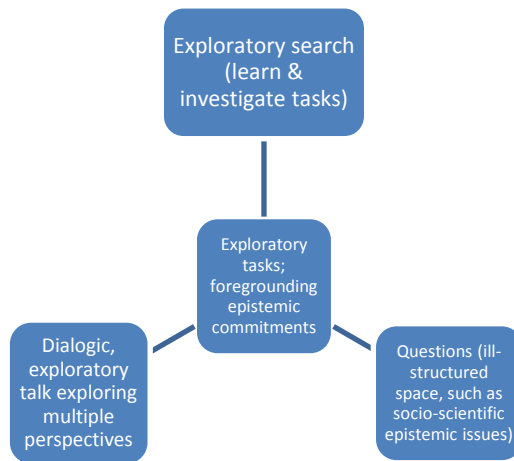 Exploratory search
(learn &
investigate tasks)
Exploratory
tasks;
foregrounding
epistemic
commitments
Dialogic,
exploratory
talk exploring
multiple
perspectives
Questions (ill-
structured
space, such as
socio-scientific
epistemic issues)